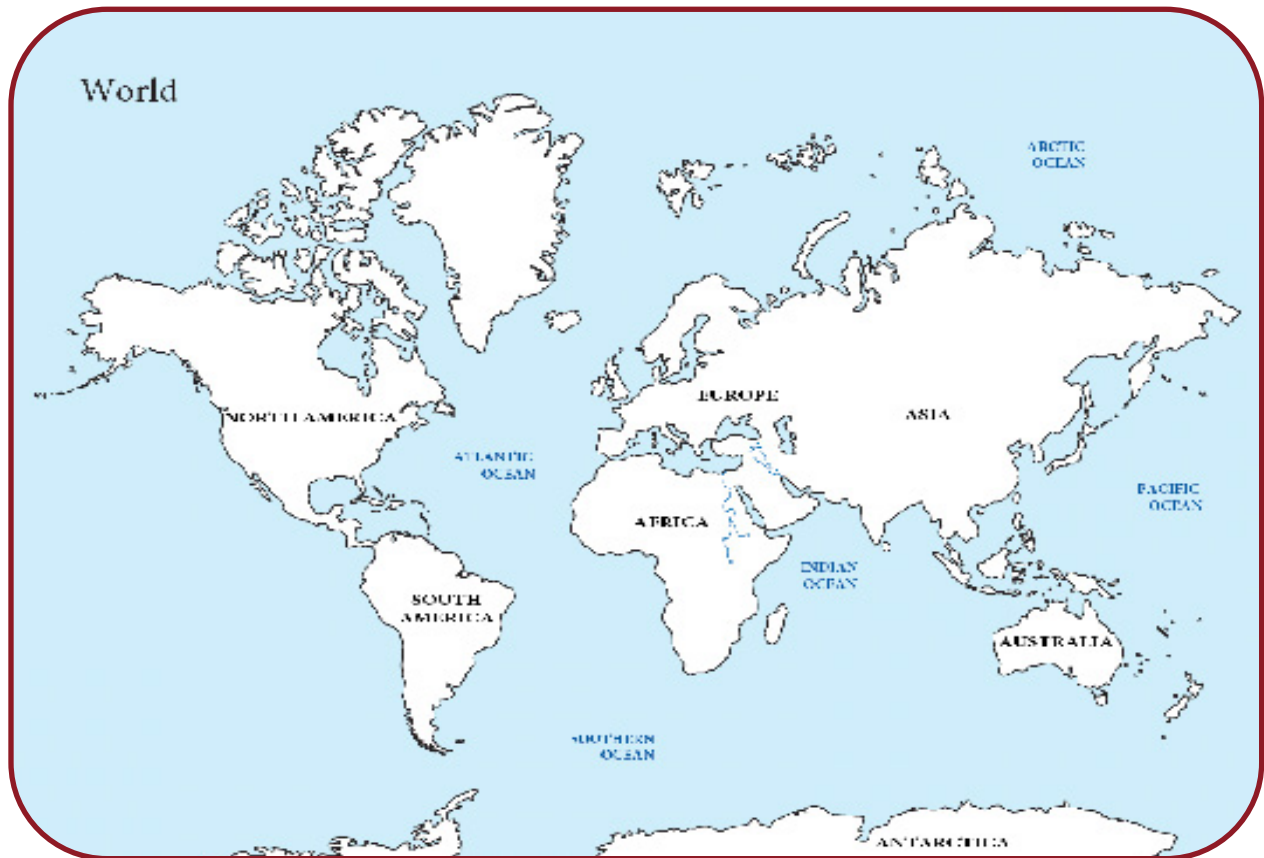 World
ARCTIC
OCEAN
EUROPE
ASIA
NORTH AMERICA
ATLANTIC
OCEAN
PACIFIC
OCEAN
AFRICA
INDIAN
OCEAN
SOUTH
AMERICA
AUSTRALIA
SOUTHERN
OCEAN
ANTARCTICA